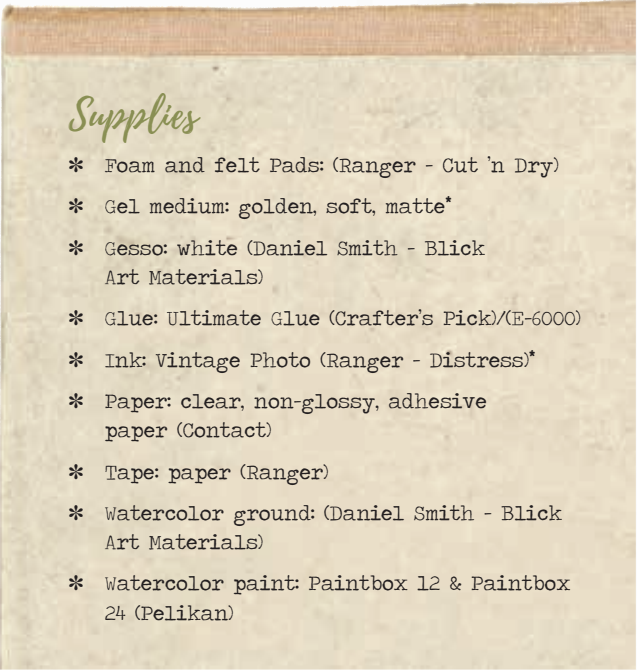 Supplies
* Foam and felt Pads: (Ranger - Cut 'n Dry)
* Gel medium: golden, soft, matte*
* Gesso: white (Daniel Smith - Blick
Art Materials)
* Glue: Ultimate Glue (Crafter's Pick)/(E-6000)
* Ink: Vintage Photo (Ranger - Distress)*
* Paper: clear, non-glossy, adhesive
paper (Contact)
* Tape: paper (Ranger)
* Watercolor ground: (Daniel Smith - Blick
Art Materials)
* Watercolor paint: Paintbox 12 & Paintbox
24 (Pelikan)